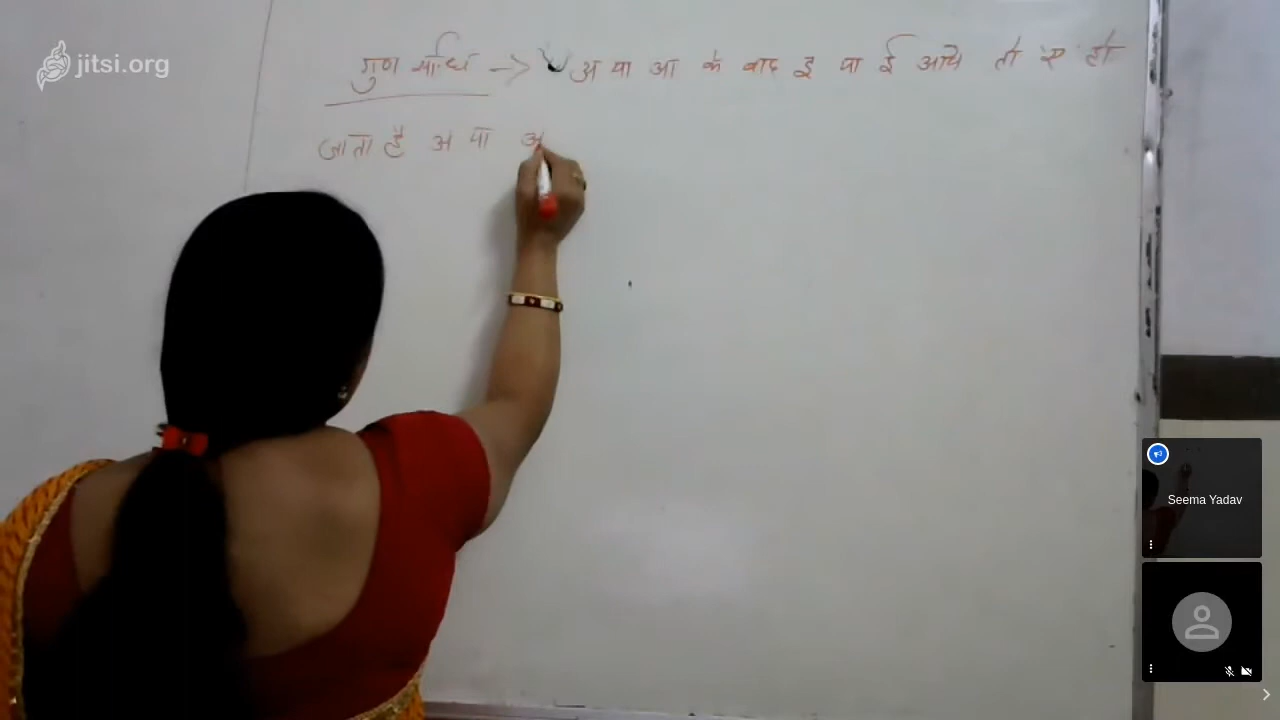 jitsi.org
गुण संधि → अ या आ के बाद इ या ई आये तो ए हो
जाता है अ या अ
Seema Yadav